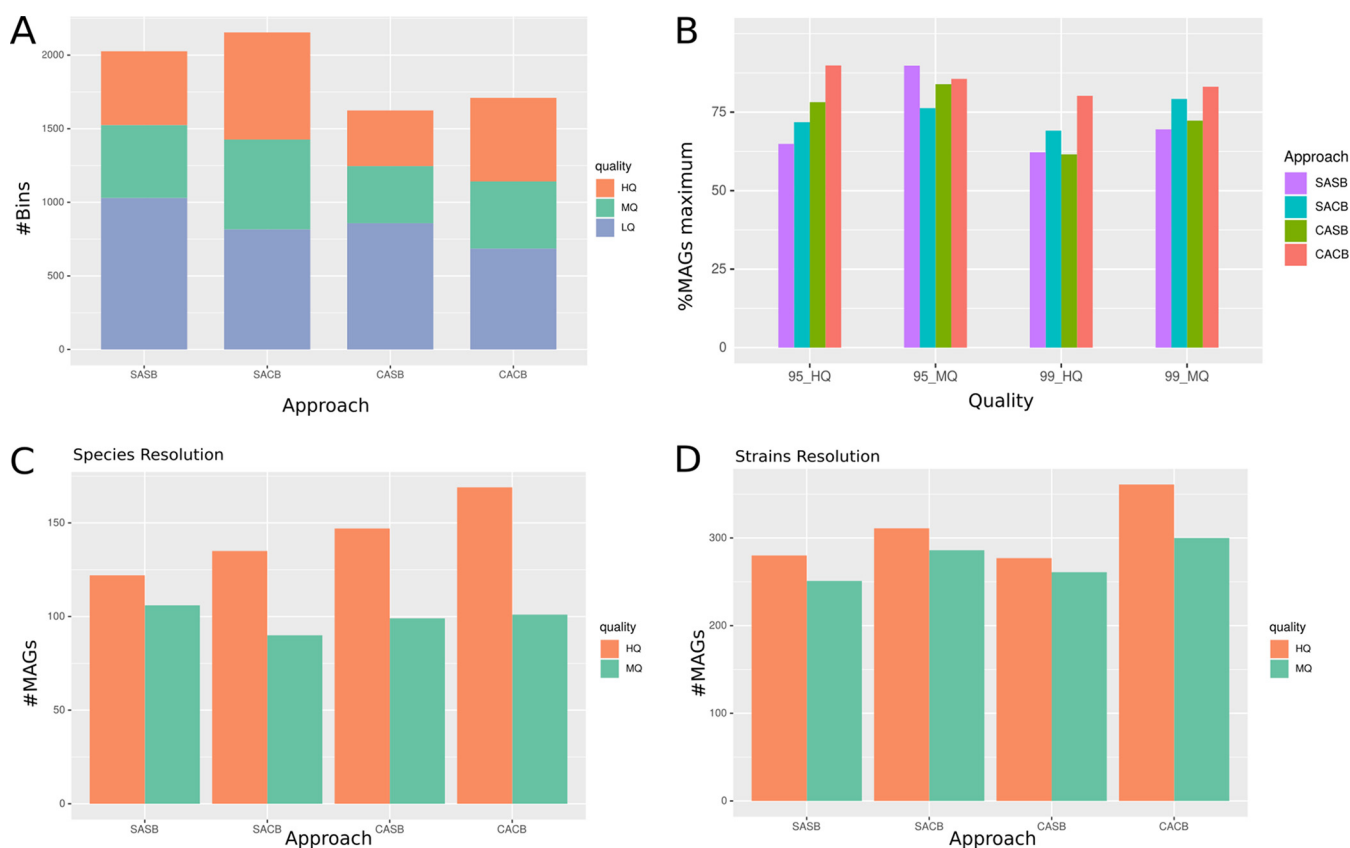 A
2000
1500
1000
500
0
#Bins
SASB SACB CASB CACB
Approach
quality
HQ
MQ
LQ
B
75
50
25
0
%MAGs maximum
95_HQ 95_MQ 99_HQ 99_MQ
Quality
Approach
SASB
SACB
CASB
CACB
C
Species Resolution
150
100
50
0
#MAGs
SASB SACB CASB CACB
Approach
quality
HQ
MQ
D
Strains Resolution
300
200
100
0
#MAGs
SASB SACB CASB CACB
Approach
quality
HQ
MQ